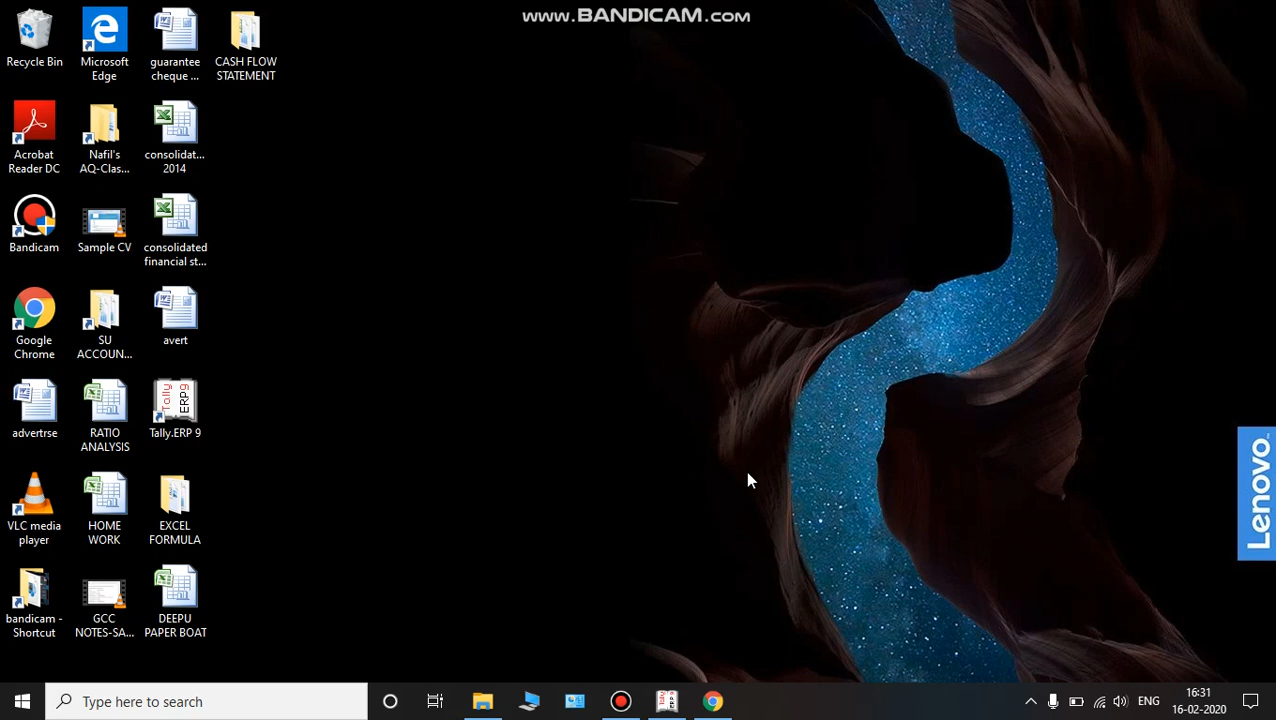 www.BANDICAM.com
Recycle Bin
Microsoft
Edge
guarantee
cheque ...
CASH FLOW
STATEMENT
Acrobat
Reader DC
Nafil's
AQ-Clas...
consolidat...
2014
Bandicam
Sample CV
consolidated
financial st...
Google
Chrome
SU
ACCOUN...
avert
advertrse
RATIO
ANALYSIS
Tally
ERP9
Tally.ERP 9
VLC media
player
HOME
WORK
EXCEL
FORMULA
bandicam -
Shortcut
GCC
NOTES-SA...
DEEPU
PAPER BOAT
Lenovo
Type here to search
ENG
16:31
16-02-2020